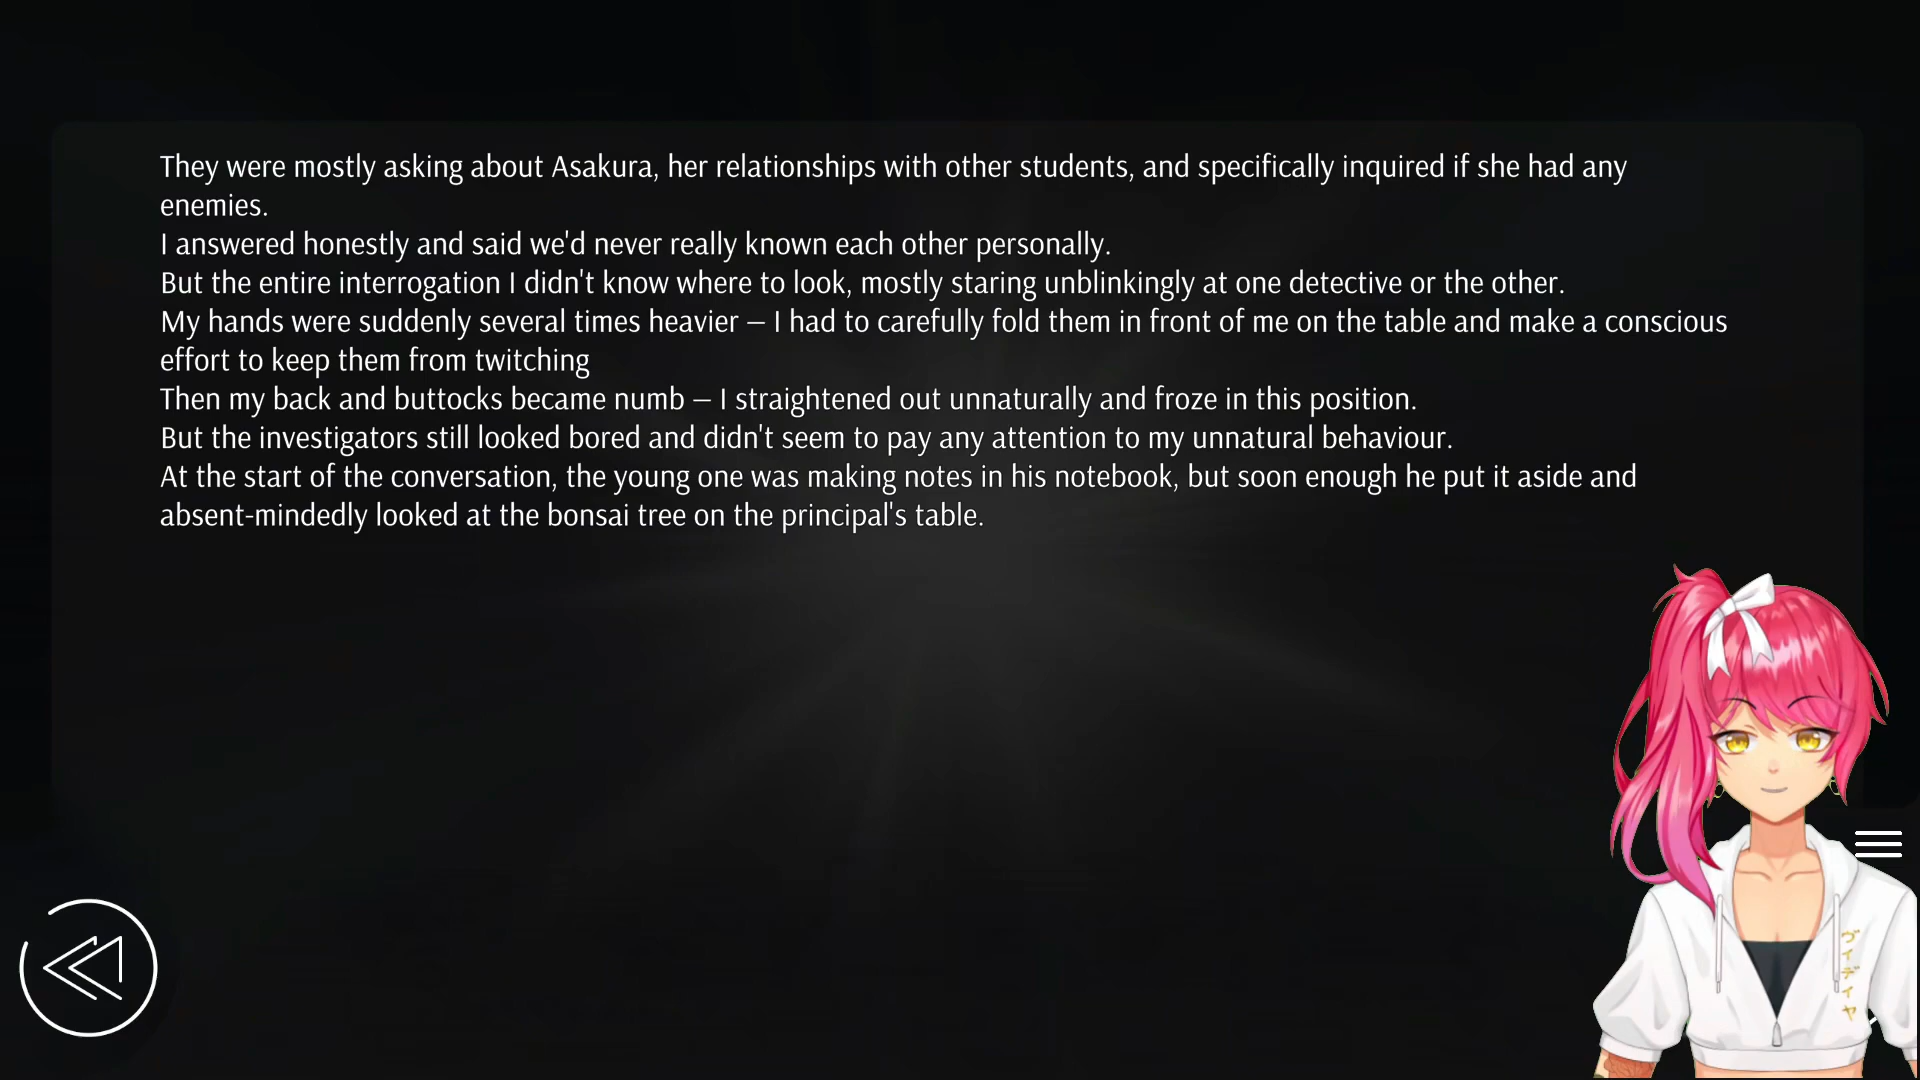 They were mostly asking about Asakura, her relationships with other students, and specifically inquired if she had any
enemies.
I answered honestly and said we'd never really known each other personally.
But the entire interrogation I didn't know where to look, mostly staring unblinkingly at one detective or the other.
My hands were suddenly several times heavier — I had to carefully fold them in front of me on the table and make a conscious
effort to keep them from twitching
Then my back and buttocks became numb — I straightened out unnaturally and froze in this position.
But the investigators still looked bored and didn't seem to pay any attention to my unnatural behaviour.
At the start of the conversation, the young one was making notes in his notebook, but soon enough he put it aside and
absent-mindedly looked at the bonsai tree on the principal's table.
ヴィディヤ